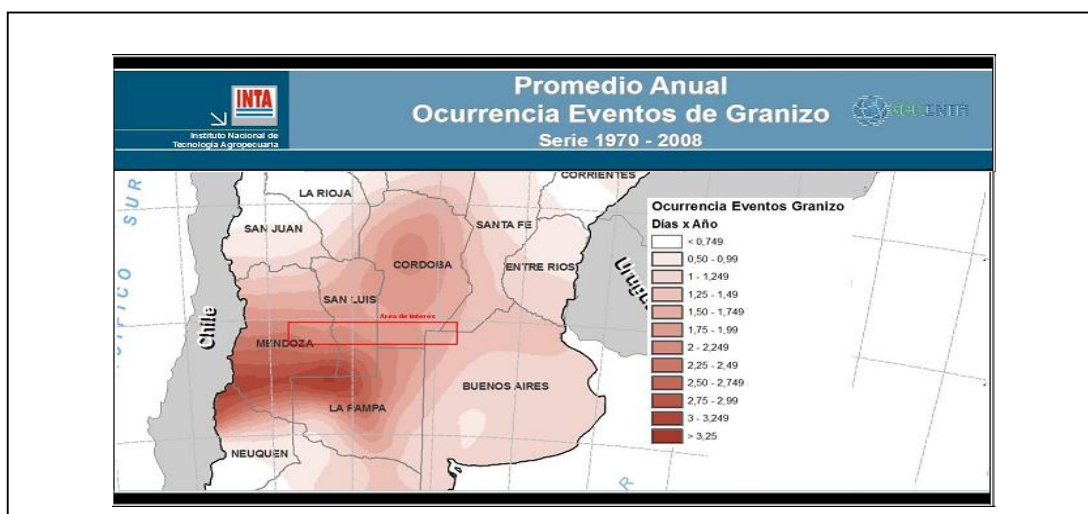 INTA
Instituto Nacional de
Tecnología Agropecuaria
Promedio Anual
Ocurrencia Eventos de Granizo
Serie 1970 - 2008
SUR
CORRIENTES
LA RIOJA
SAN JUAN
SANTA FE
CORDOBA
ENTRE RIOS
SAN LUIS
Area de interés
Chile
MENDOZA
BUENOS AIRES
LA PAMPA
NEUQUEN
R
Ocurrencia Eventos Granizo
Días x Año
< 0,749
0,50 - 0,99
1 - 1,249
1,25 - 1,49
1,50 - 1,749
1,75 - 1,99
2 - 2,249
2,25 - 2,49
2,50 - 2,749
2,75 - 2,99
3 - 3,249
> 3,25